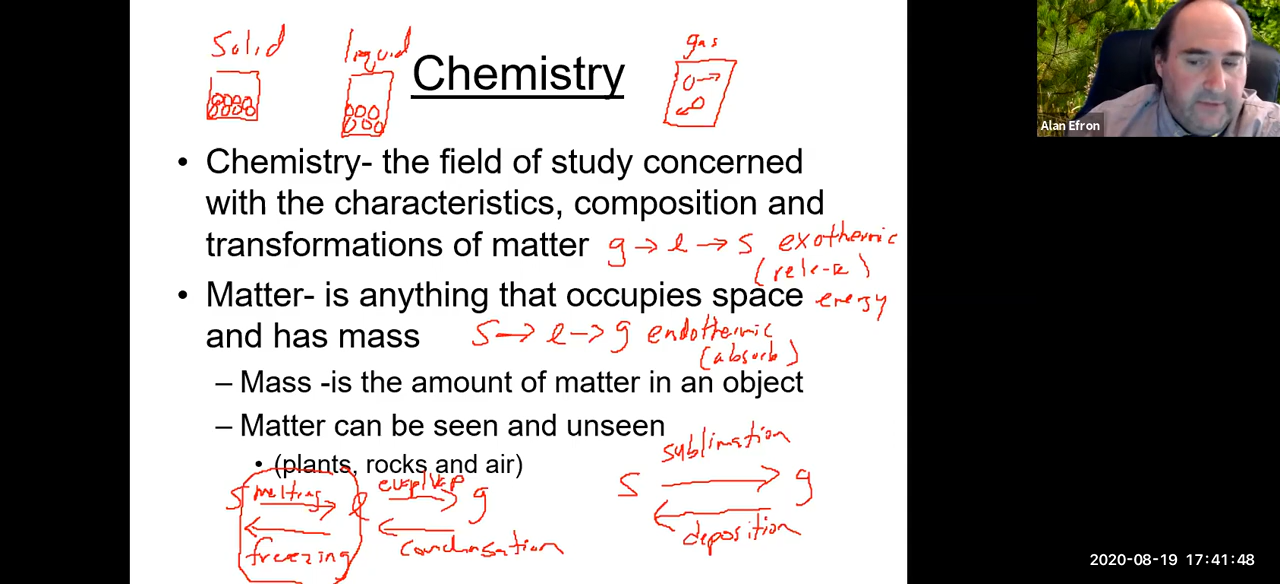 solid liquid gas
Chemistry
Alan Efron
• Chemistry- the field of study concerned
with the characteristics, composition and
transformations of matter g → l → s exothermic
(release)
• Matter- is anything that occupies space energy
and has mass s → l → g endothermic
(absorb)
– Mass -is the amount of matter in an object
– Matter can be seen and unseen
sublimation
• (plants, rocks and air)
s melting l evap/vap g s g
freezing condensation deposition
2020-08-19 17:41:48